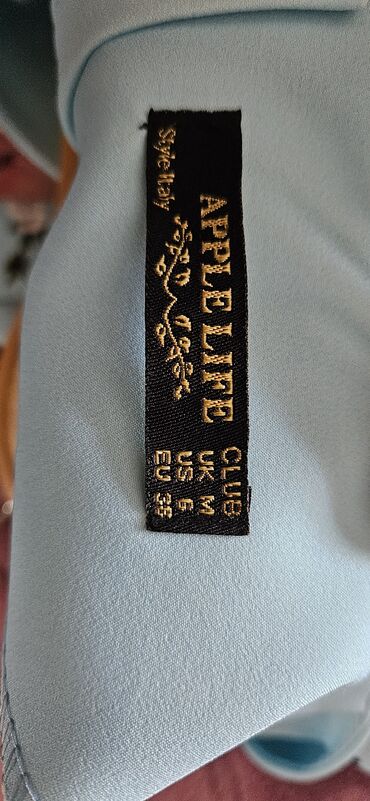 APPLE LIFE
Style Italy
CLUB
UK M
US 6
EU 38